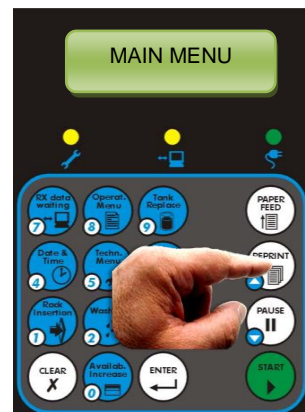 MAIN MENU
RX data
waiting
7
Operat.
Menu
8
Tank
Replace
9
PAPER
FEED
Date &
Time
4
Techn.
Menu
5
REPRINT
Rack
Insertion
1
Wash
2
PAUSE
CLEAR
X
Availab.
Increase
0
ENTER
START